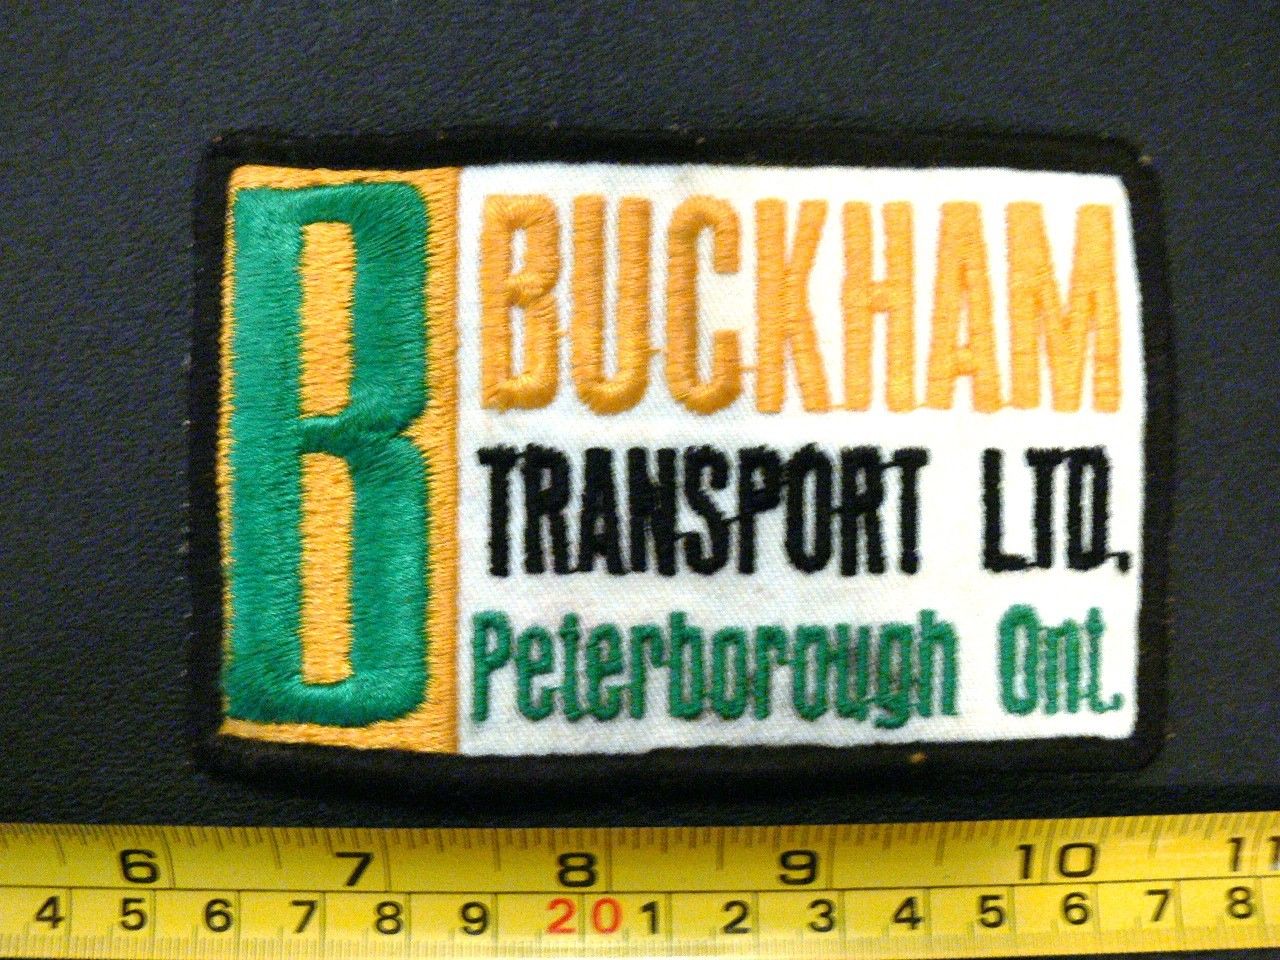 B
BUCKHAM
TRANSPORT LTD.
Peterborough Ont.
6 7 8 9 10 11
4 5 6 7 8 9 20 1 2 3 4 5 6 7 8